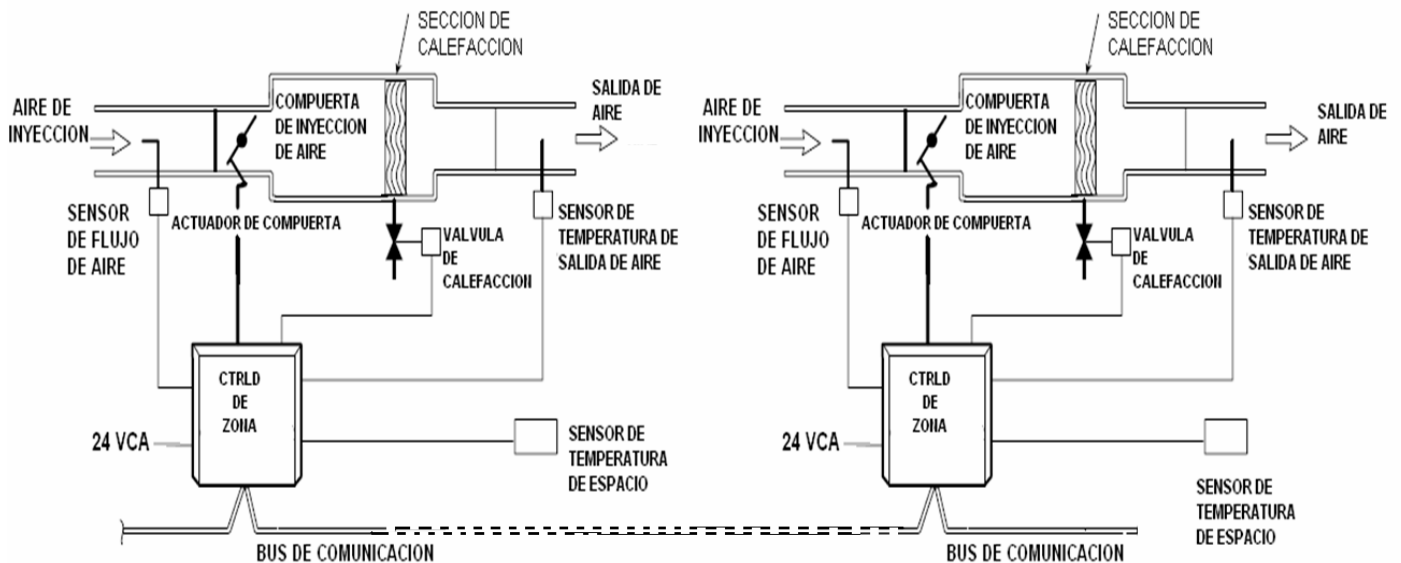 SECCION DE
CALEFACCION
AIRE DE
INYECCION
COMPUERTA
DE INYECCION
DE AIRE
SALIDA DE
AIRE
SENSOR
DE FLUJO
DE AIRE
ACTUADOR DE COMPUERTA
VALVULA
DE
CALEFACCION
SENSOR DE
TEMPERATURA DE
SALIDA DE AIRE
CTRLD
DE
ZONA
24 VCA
SENSOR DE
TEMPERATURA
DE ESPACIO
BUS DE COMUNICACION
SECCION DE
CALEFACCION
AIRE DE
INYECCION
COMPUERTA
DE INYECCION
DE AIRE
SALIDA DE
AIRE
SENSOR
DE FLUJO
DE AIRE
ACTUADOR DE COMPUERTA
VALVULA
DE
CALEFACCION
SENSOR DE
TEMPERATURA DE
SALIDA DE AIRE
CTRLD
DE
ZONA
24 VCA
SENSOR DE
TEMPERATURA
DE ESPACIO
BUS DE COMUNICACION